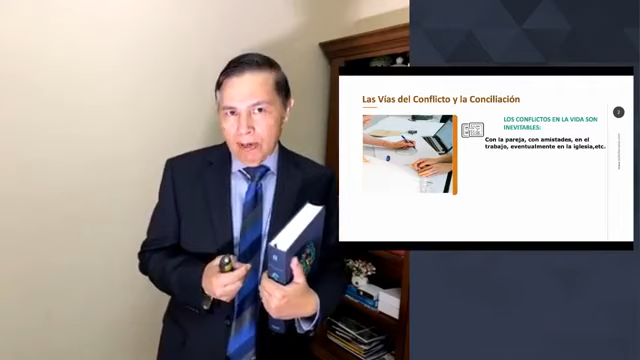 Las Vías del Conflicto y la Conciliación
2
LOS CONFLICTOS EN LA VIDA SON
INEVITABLES:
Con la pareja, con amistades, en el
trabajo, eventualmente en la iglesia,etc.